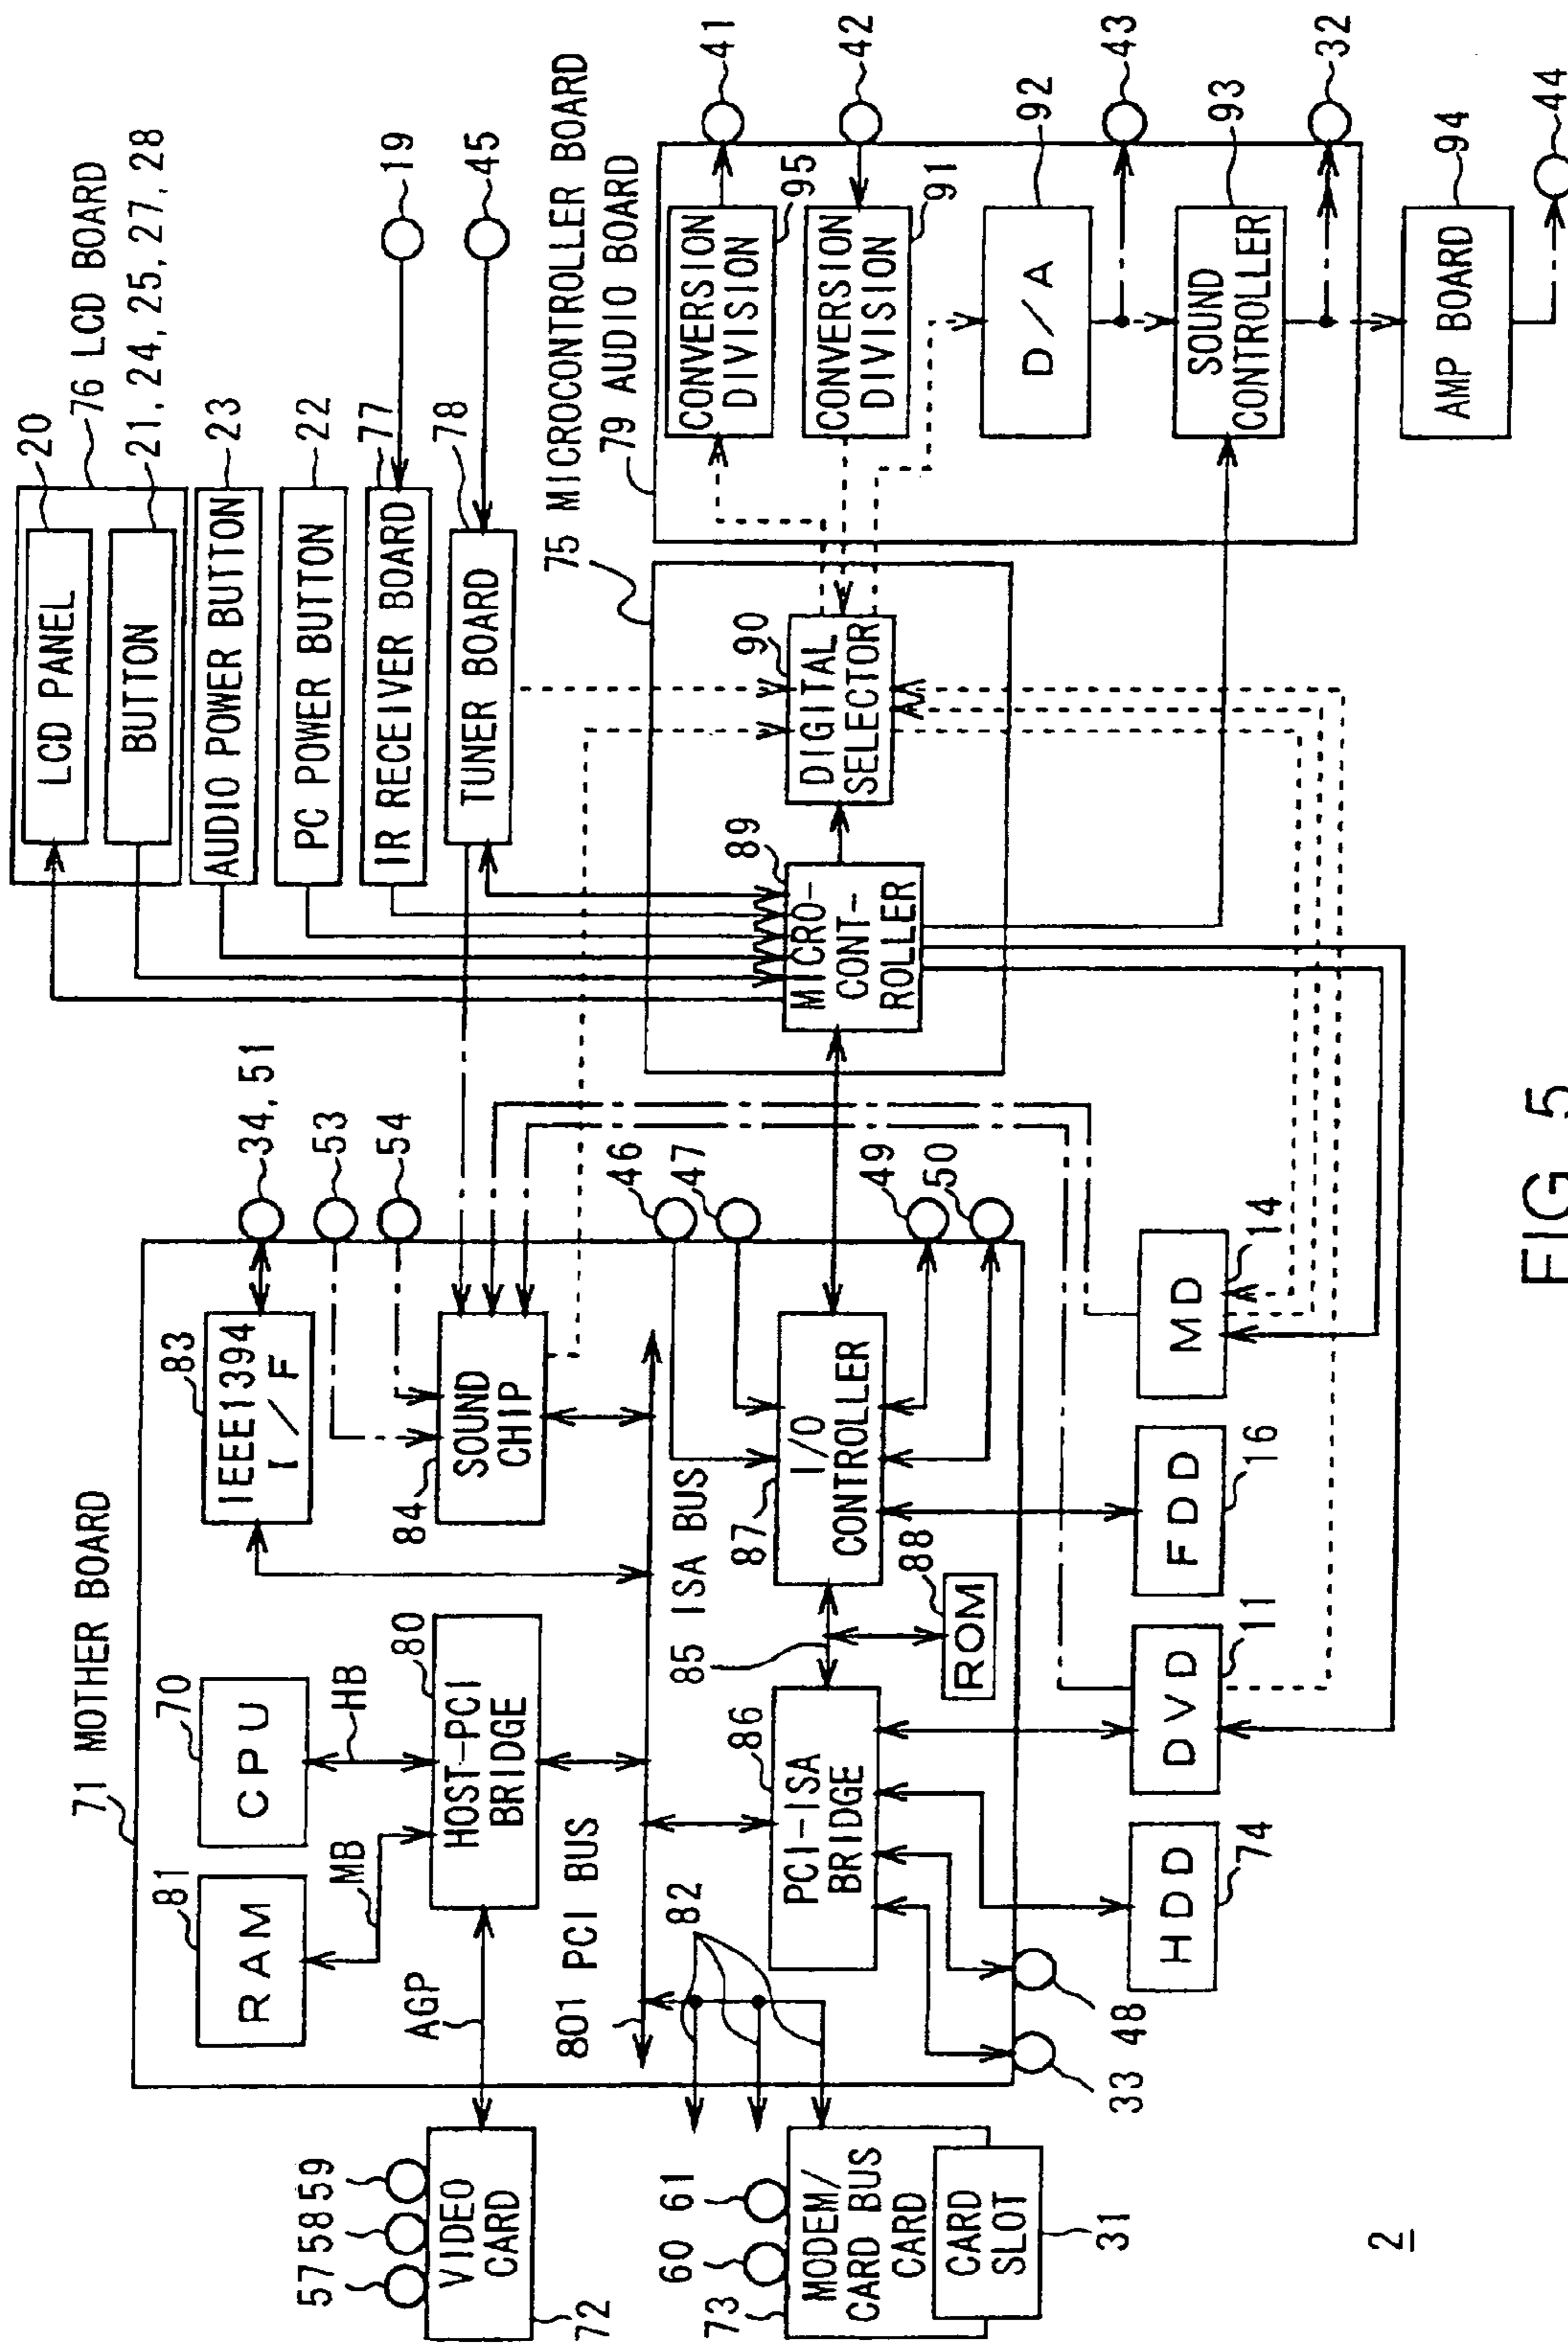 71 MOTHER BOARD
57 58 59
VIDEO
CARD
72
AGP
81
RAM
MB
70
CPU
HB
80
HOST-PCI
BRIDGE
83
IEEE1394
I/F
34, 51
53
54
84
SOUND
CHIP
801 PCI BUS
82
60 61
73
MODEM/
CARD BUS
CARD
CARD
SLOT
31
86
PCI-ISA
BRIDGE
85 ISA BUS
88
ROM
87
I/O
CONTROLLER
46
47
49
50
33
48
HDD
74
DVD
11
FDD
16
MD
14
20
LCD PANEL
76 LCD BOARD
BUTTON
21, 24, 25, 27, 28
AUDIO POWER BUTTON
23
PC POWER BUTTON
22
IR RECEIVER BOARD
77
19
TUNER BOARD
78
45
75 MICROCONTROLLER BOARD
89
MICRO-
CONT-
ROLLER
90
DIGITAL
SELECTOR
79 AUDIO BOARD
CONVERSION
DIVISION
95
41
CONVERSION
DIVISION
91
42
D/A
92
43
SOUND
CONTROLLER
93
32
AMP BOARD
94
44
2
FIG. 5